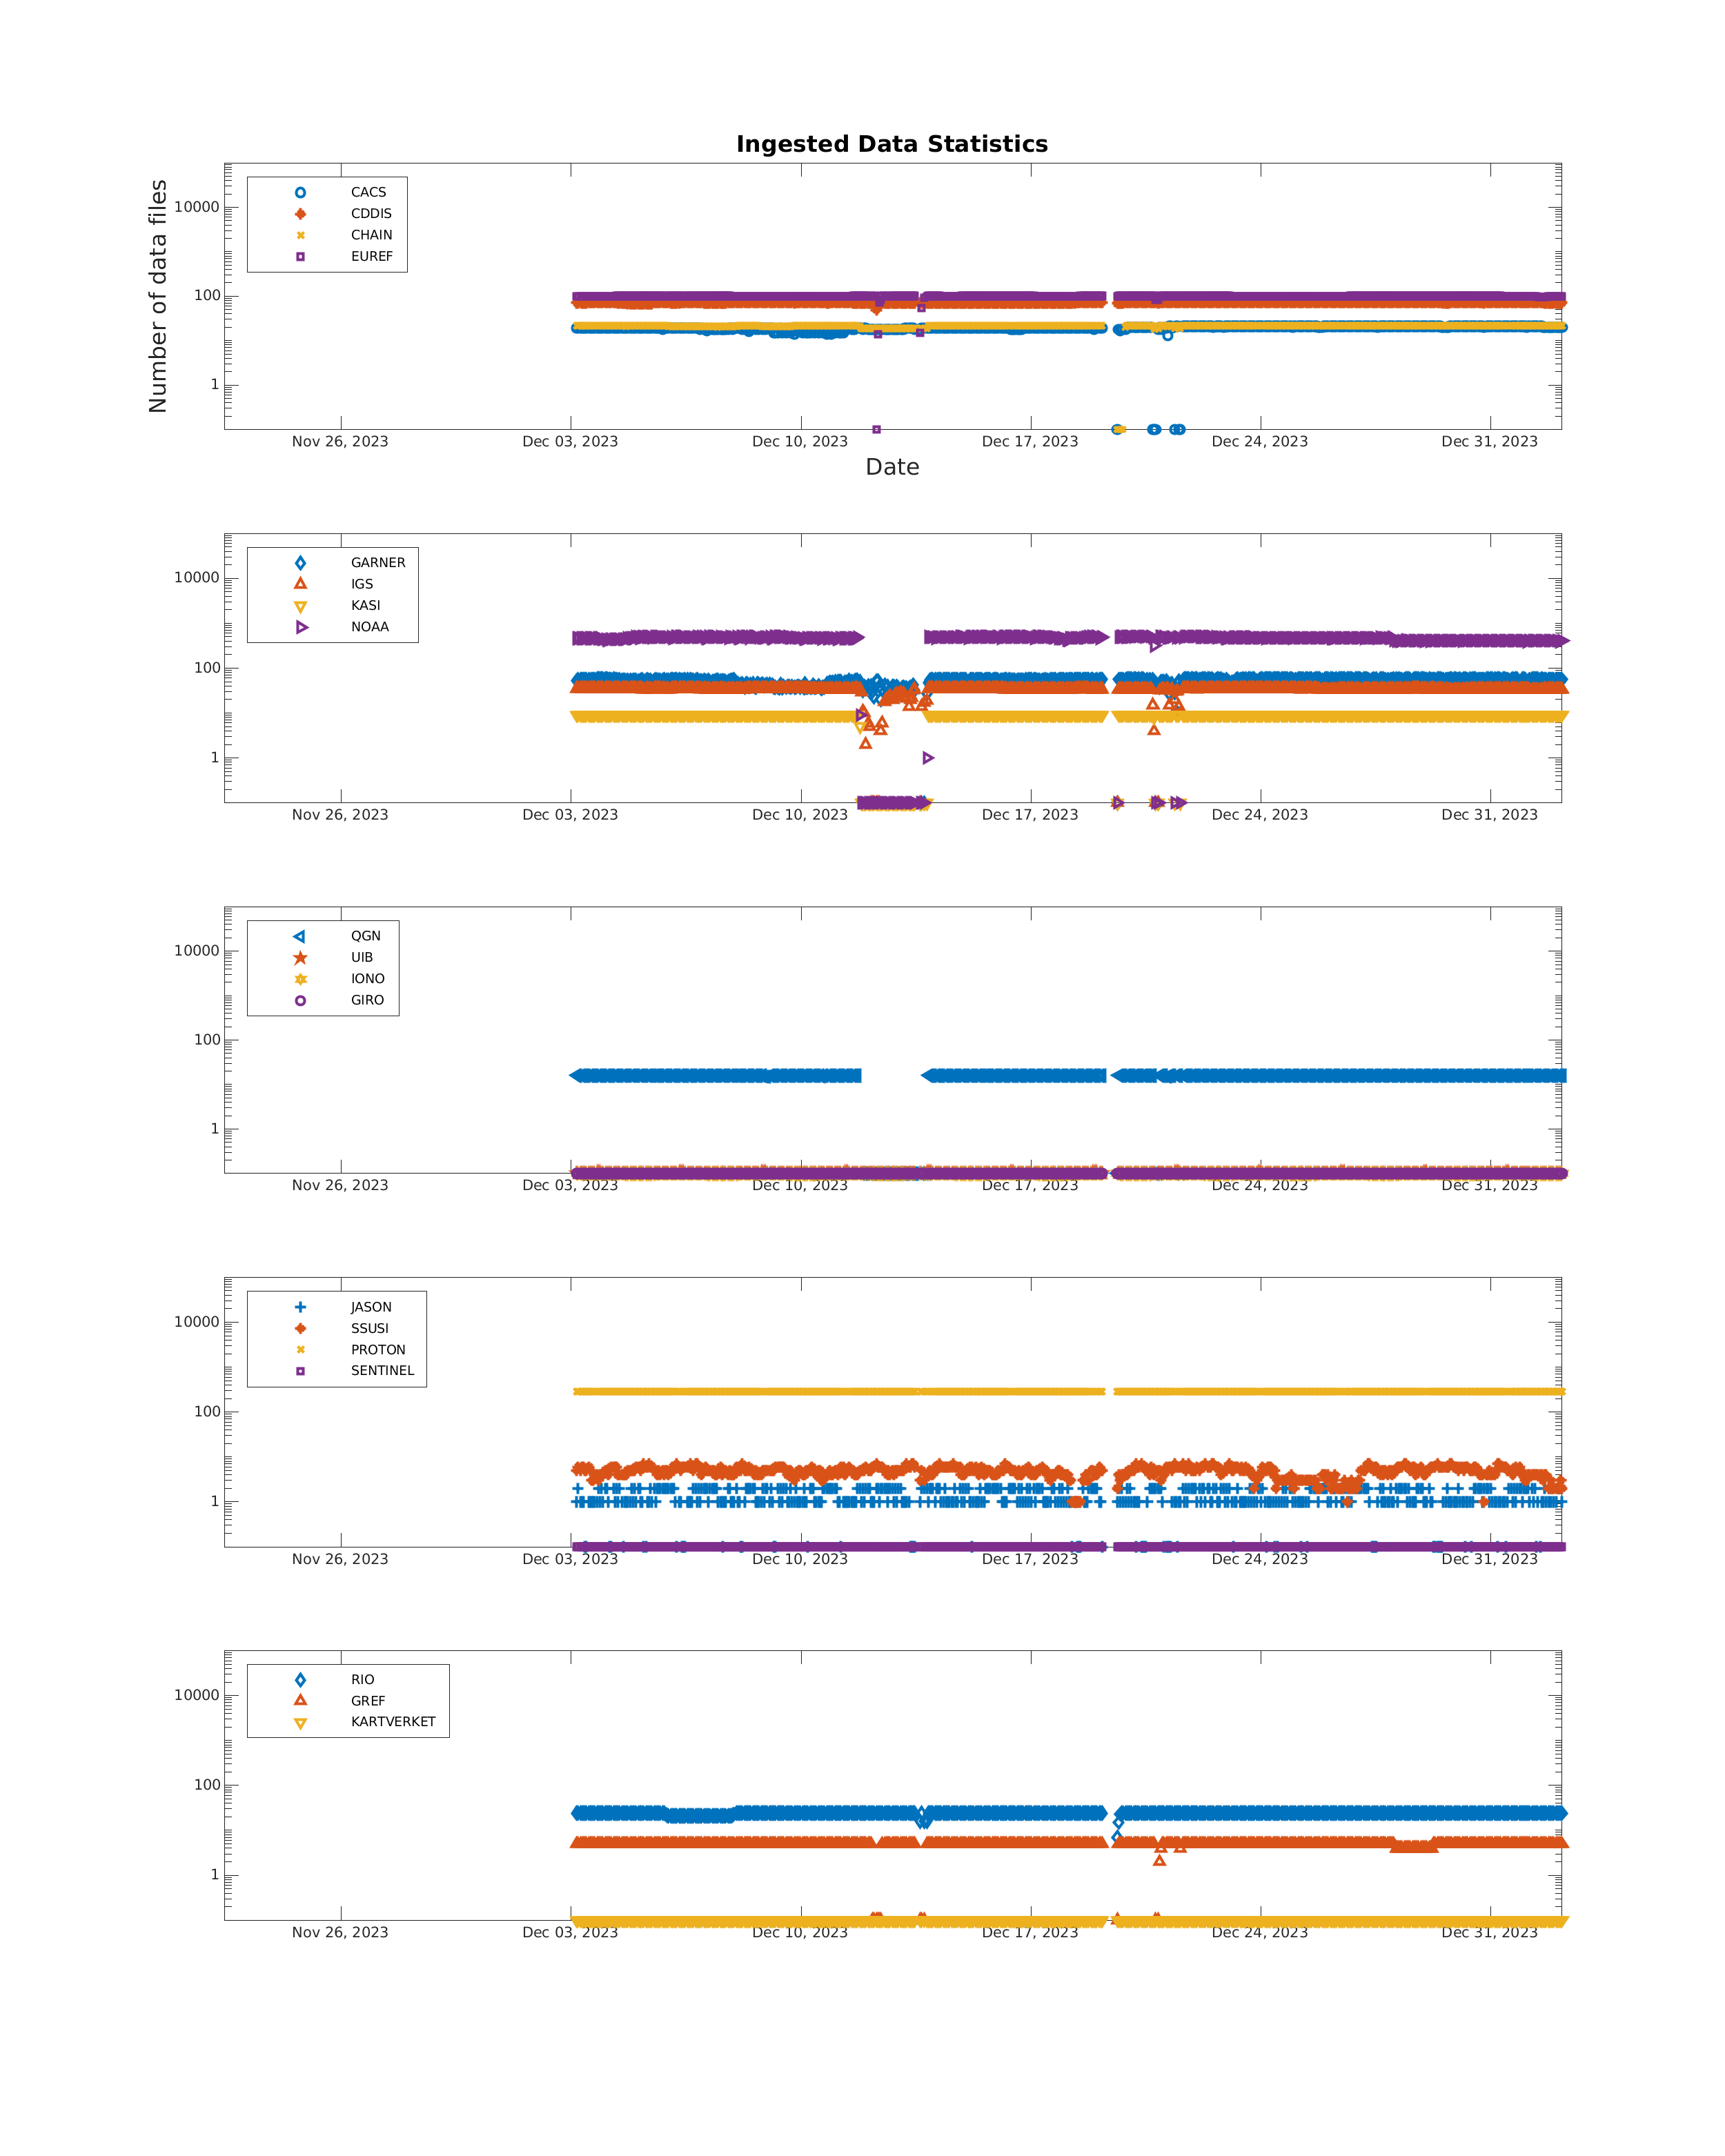 Ingested Data Statistics
Number of data files
10000
100
1
CACS
CDDIS
CHAIN
EUREF
Nov 26, 2023 Dec 03, 2023 Dec 10, 2023 Dec 17, 2023 Dec 24, 2023 Dec 31, 2023
Date
10000
100
1
GARNER
IGS
KASI
NOAA
Nov 26, 2023 Dec 03, 2023 Dec 10, 2023 Dec 17, 2023 Dec 24, 2023 Dec 31, 2023
10000
100
1
QGN
UIB
IONO
GIRO
Nov 26, 2023 Dec 03, 2023 Dec 10, 2023 Dec 17, 2023 Dec 24, 2023 Dec 31, 2023
10000
100
1
JASON
SSUSI
PROTON
SENTINEL
Nov 26, 2023 Dec 03, 2023 Dec 10, 2023 Dec 17, 2023 Dec 24, 2023 Dec 31, 2023
10000
100
1
RIO
GREF
KARTVERKET
Nov 26, 2023 Dec 03, 2023 Dec 10, 2023 Dec 17, 2023 Dec 24, 2023 Dec 31, 2023